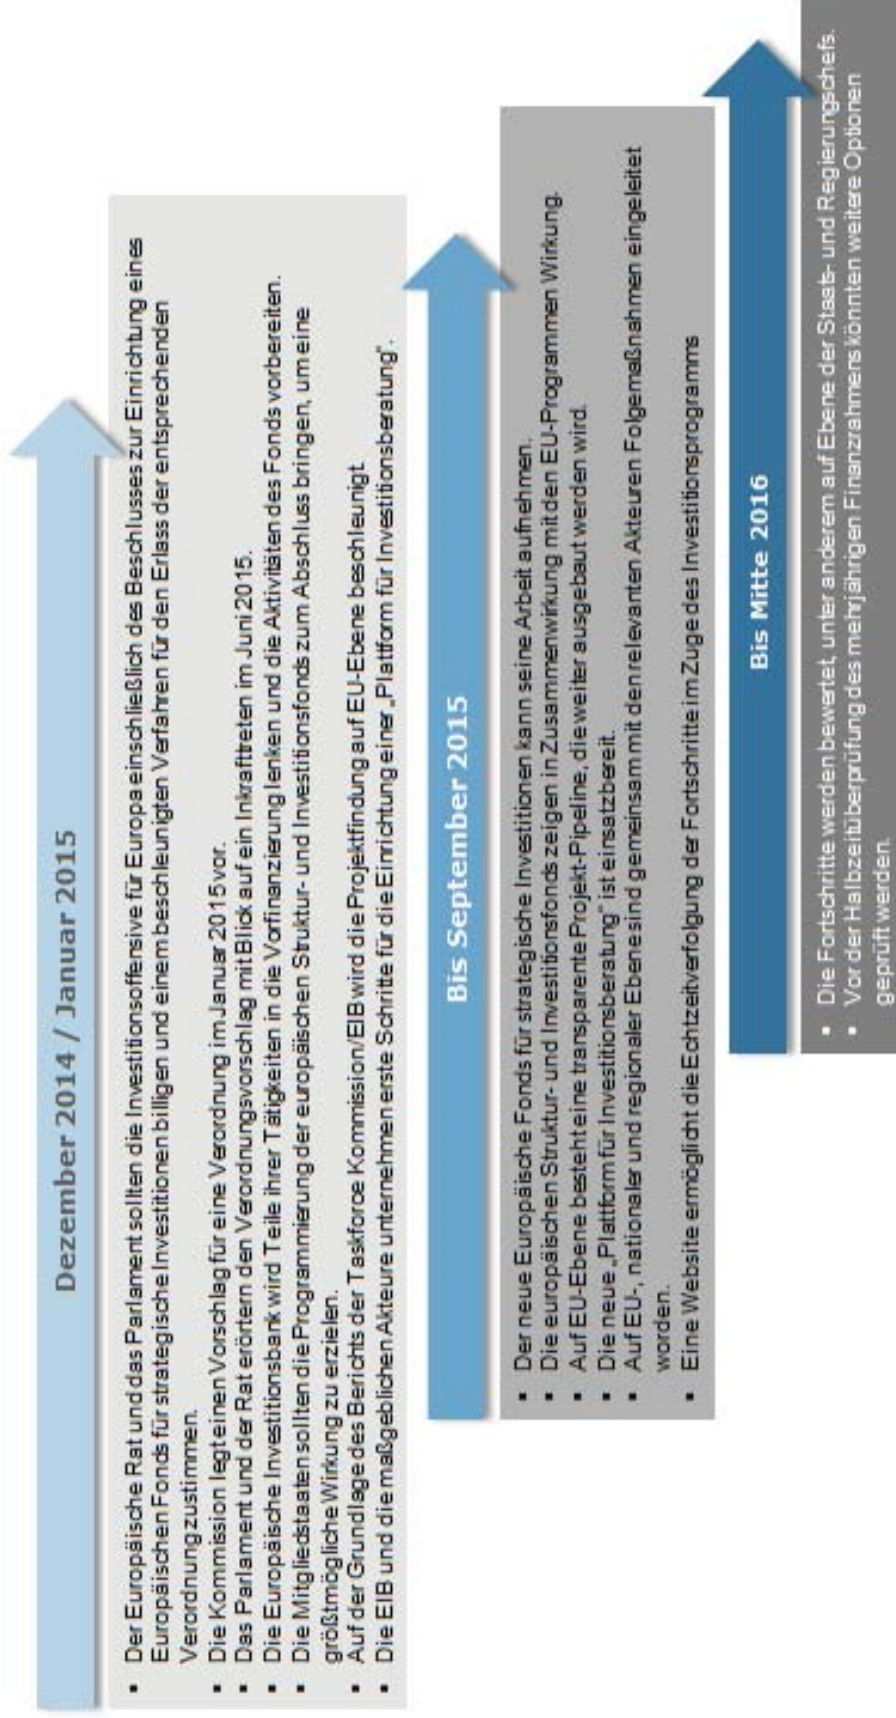 Dezember 2014 / Januar 2015
▪ Der Europäische Rat und das Parlament sollten die Investitionsoffensive für Europa einschließlich des Beschlusses zur Einrichtung eines
Europäischen Fonds für strategische Investitionen billigen und einem beschleunigten Verfahren für den Erlass der entsprechenden
Verordnung zustimmen.
▪ Die Kommission legt einen Vorschlag für eine Verordnung im Januar 2015 vor.
▪ Das Parlament und der Rat erörtern den Verordnungsvorschlag mit Blick auf ein Inkrafttreten im Juni 2015.
▪ Die Europäische Investitionsbank wird Teile ihrer Tätigkeiten in die Vorfinanzierung lenken und die Aktivitäten des Fonds vorbereiten.
▪ Die Mitgliedstaaten sollten die Programmierung der europäischen Struktur- und Investitionsfonds zum Abschluss bringen, um eine
größtmögliche Wirkung zu erzielen.
▪ Auf der Grundlage des Berichts der Taskforce Kommission/EIB wird die Projektfindung auf EU-Ebene beschleunigt
▪ Die EIB und die maßgeblichen Akteure unternehmen erste Schritte für die Einrichtung einer „Plattform für Investitionsberatung“.
Bis September 2015
▪ Der neue Europäische Fonds für strategische Investitionen kann seine Arbeit aufnehmen.
▪ Die europäischen Struktur- und Investitionsfonds zeigen in Zusammenwirkung mit den EU-Programmen Wirkung.
▪ Auf EU-Ebene besteht eine transparente Projekt-Pipeline, die weiter ausgebaut werden wird.
▪ Die neue „Plattform für Investitionsberatung“ ist einsatzbereit.
▪ Auf EU-, nationaler und regionaler Ebene sind gemeinsam mit den relevanten Akteuren Folgemaßnahmen eingeleitet
worden.
▪ Eine Website ermöglicht die Echtzeitverfolgung der Fortschritte im Zuge des Investitionsprogramms
Bis Mitte 2016
▪ Die Fortschritte werden bewertet, unter anderem auf Ebene der Staats- und Regierungschefs.
▪ Vor der Halbzeitüberprüfung des mehrjährigen Finanzrahmens könnten weitere Optionen
geprüft werden.